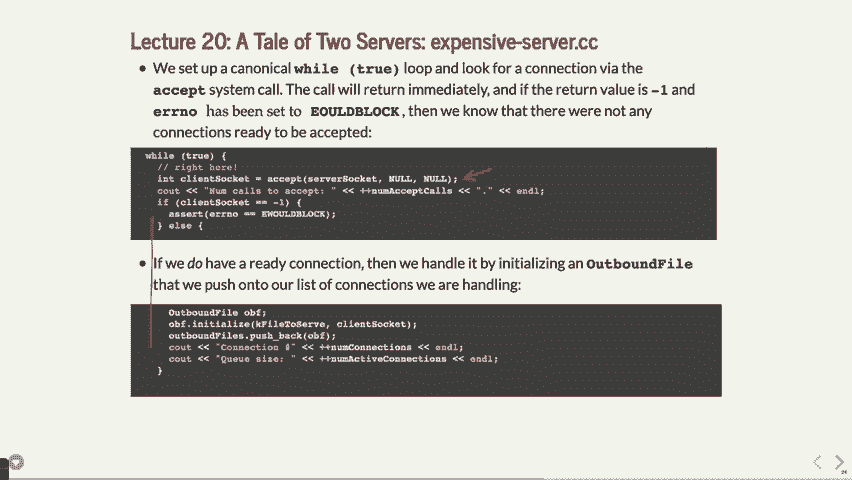 Lecture 20: A Tale of Two Servers: expensive-server.cc
• We set up a canonical while (true) loop and look for a connection via the
accept system call. The call will return immediately, and if the return value is -1 and
errno has been set to EOULDBLOCK, then we know that there were not any
connections ready to be accepted:
while (true) {
// right here!
int clientSocket = accept(serverSocket, NULL, NULL);
cout << "Num calls to accept: " << ++numAcceptCalls << "." << endl;
if (clientSocket == -1) {
assert(errno == EWOULDBLOCK);
} else {
• If we do have a ready connection, then we handle it by initializing an OutboundFile
that we push onto our list of connections we are handling:
OutboundFile obf;
obf.initialize(kFileToServe, clientSocket);
outboundFiles.push_back(obf);
cout << "Connection #" << ++numConnections << endl;
cout << "Queue size: " << ++numActiveConnections << endl;
}